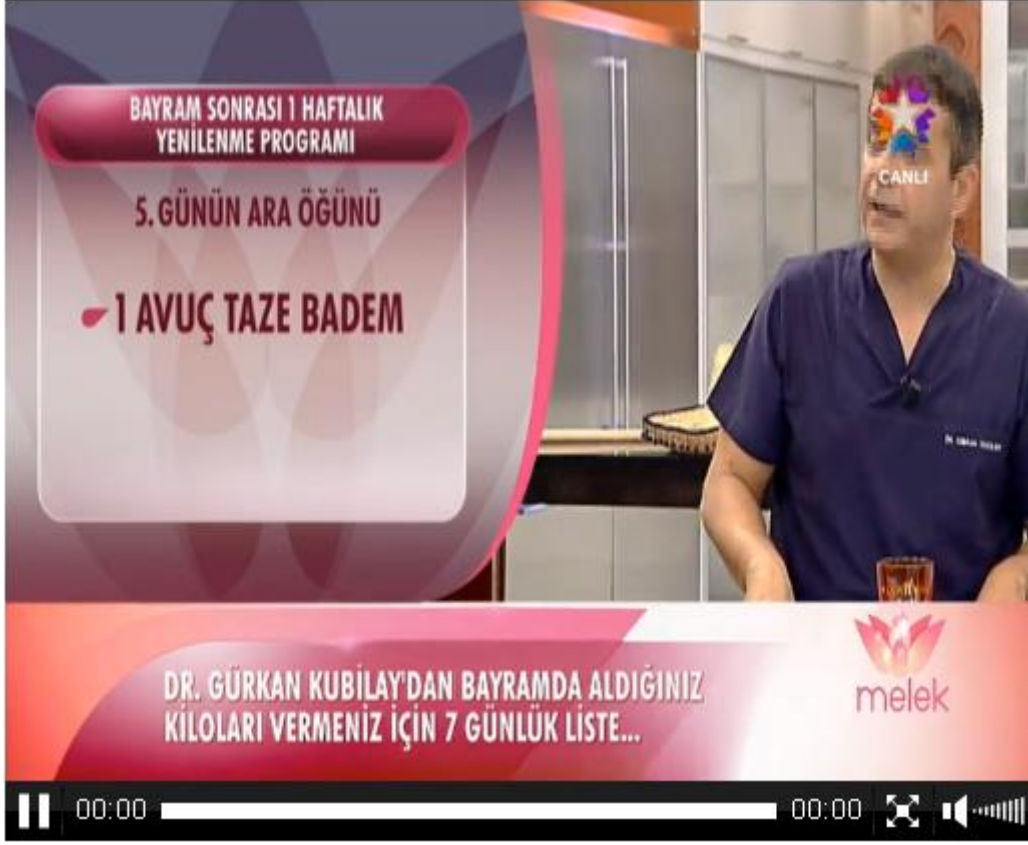 BAYRAM SONRASI 1 HAFTALIK
YENİLENME PROGRAMI
5. GÜNÜN ARA ÖĞÜNÜ
1 AVUÇ TAZE BADEM
CANLI
DR. GÜRKAN KUBİLAY'DAN BAYRAMDA ALDIĞINIZ
KİLOLARI VERMENİZ İÇİN 7 GÜNLÜK LİSTE...
melek
00:00
00:00